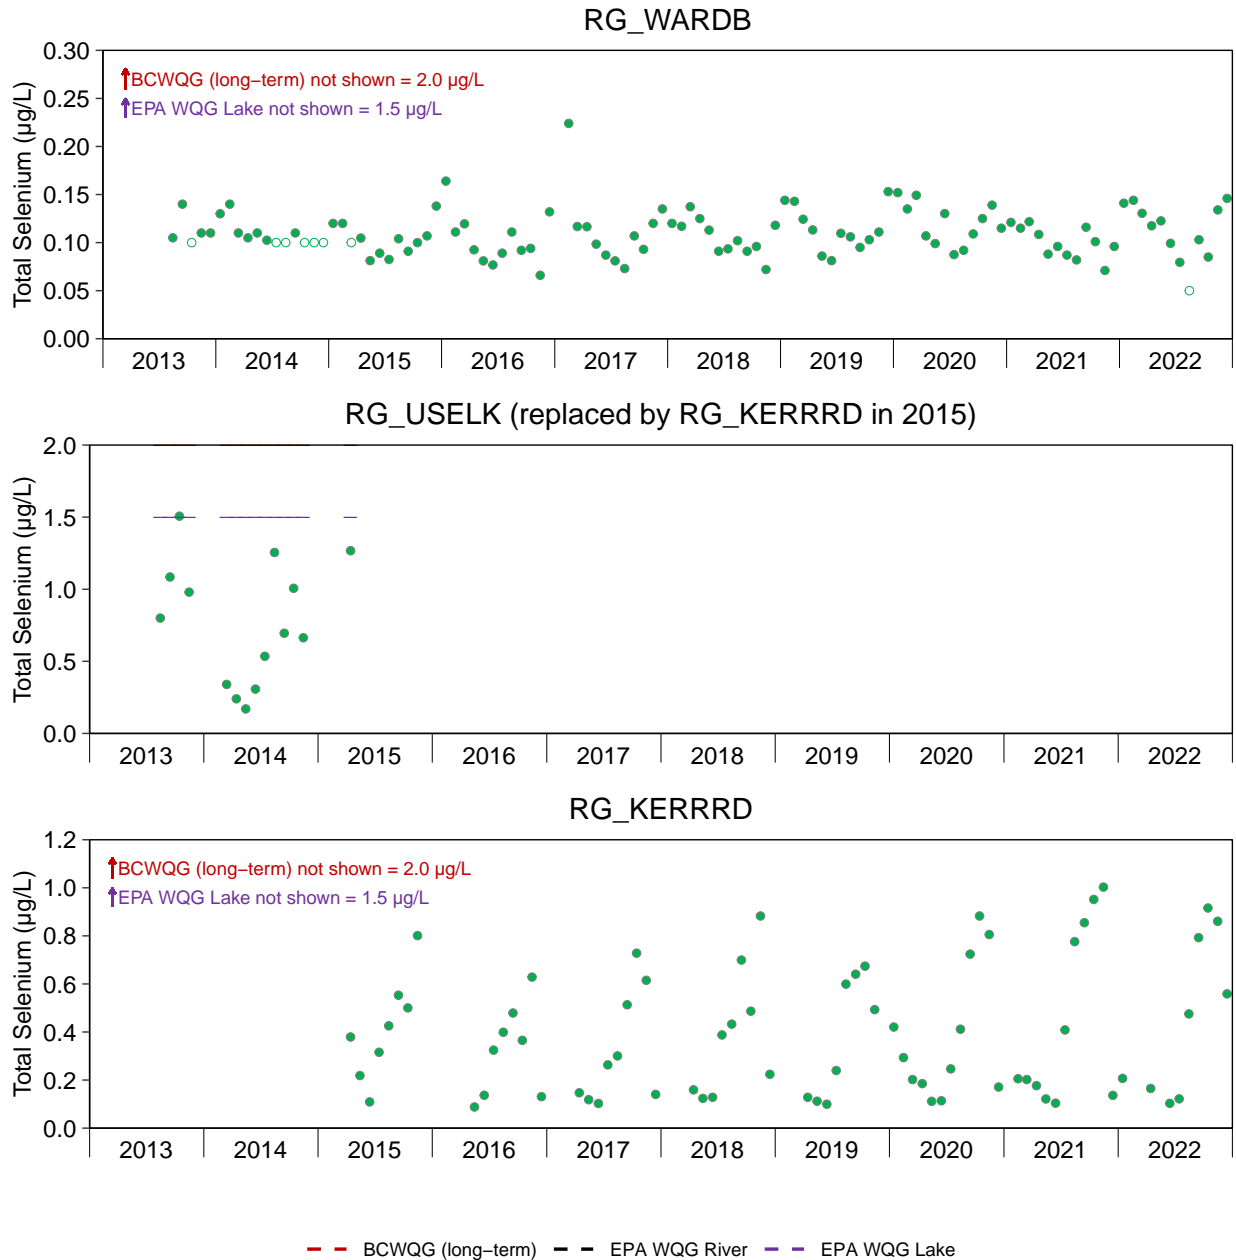 RG_WARDB
0.30
0.25
0.20
0.15
0.10
0.05
0.00
Total Selenium (µg/L)
BCWQG (long−term) not shown = 2.0 µg/L
EPA WQG Lake not shown = 1.5 µg/L
2013 2014 2015 2016 2017 2018 2019 2020 2021 2022
RG_USELK (replaced by RG_KERRRD in 2015)
2.0
1.5
1.0
0.5
0.0
Total Selenium (µg/L)
2013 2014 2015 2016 2017 2018 2019 2020 2021 2022
RG_KERRRD
1.2
1.0
0.8
0.6
0.4
0.2
0.0
Total Selenium (µg/L)
BCWQG (long−term) not shown = 2.0 µg/L
EPA WQG Lake not shown = 1.5 µg/L
2013 2014 2015 2016 2017 2018 2019 2020 2021 2022
BCWQG (long−term) EPA WQG River EPA WQG Lake